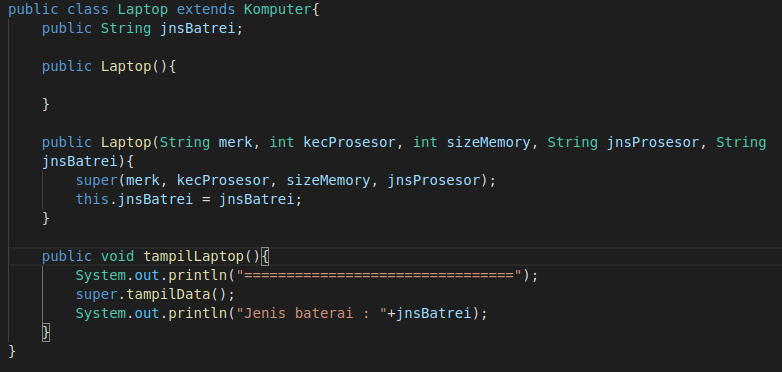 public class Laptop extends Komputer{
    public String jnsBatrei;

    public Laptop(){

    }

    public Laptop(String merk, int kecProsesor, int sizeMemory, String jnsProsesor, String
    jnsBatrei){
        super(merk, kecProsesor, sizeMemory, jnsProsesor);
        this.jnsBatrei = jnsBatrei;
    }

    public void tampilLaptop(){
        System.out.println("================================");
        super.tampilData();
        System.out.println("Jenis baterai : "+jnsBatrei);
    }
}